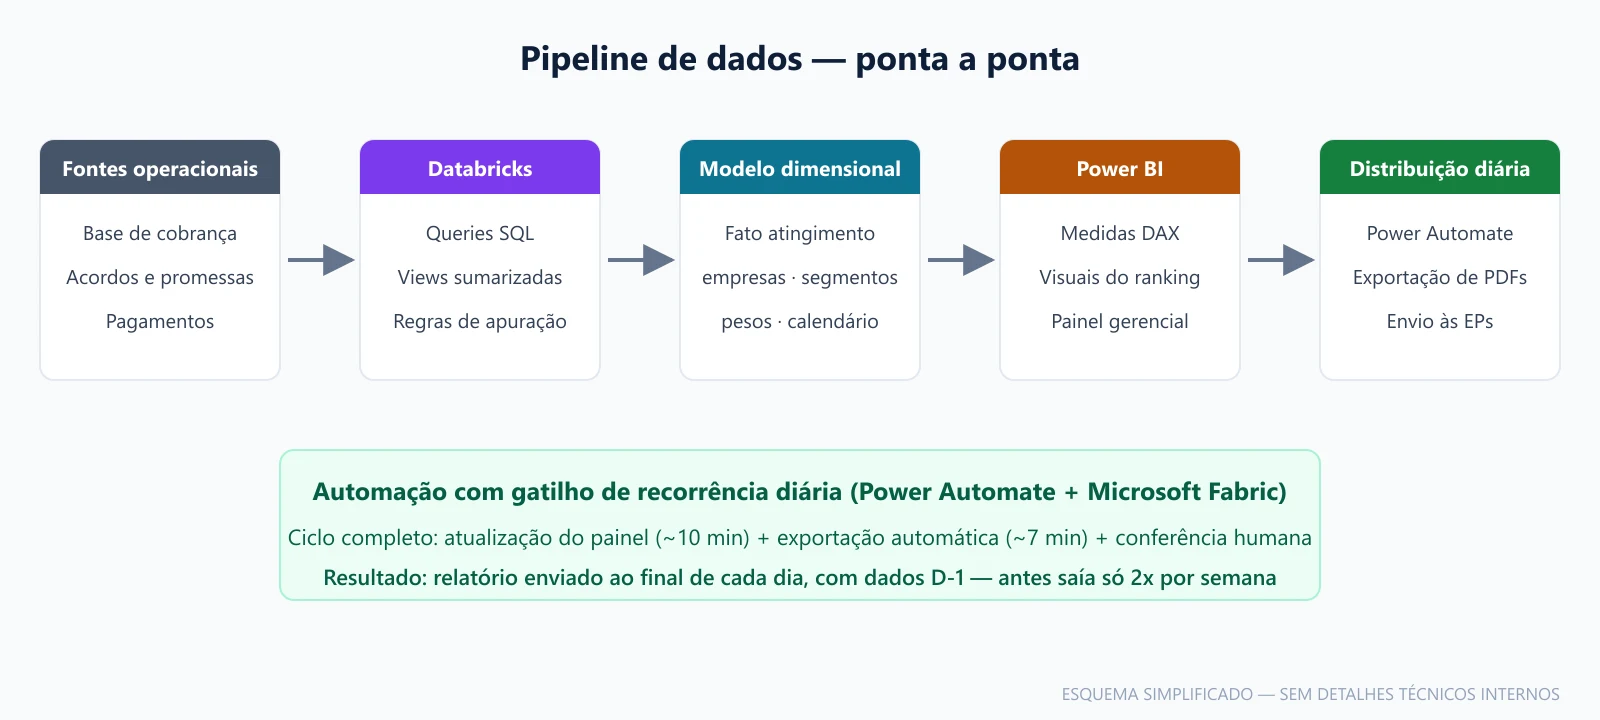 Pipeline de dados — ponta a ponta
Fontes operacionais
Base de cobrança
Acordos e promessas
Pagamentos
Databricks
Queries SQL
Views sumarizadas
Regras de apuração
Modelo dimensional
Fato atingimento
empresas · segmentos
pesos · calendário
Power BI
Medidas DAX
Visuais do ranking
Painel gerencial
Distribuição diária
Power Automate
Exportação de PDFs
Envio às EPs
Automação com gatilho de recorrência diária (Power Automate + Microsoft Fabric)
Ciclo completo: atualização do painel (~10 min) + exportação automática (~7 min) + conferência humana
Resultado: relatório enviado ao final de cada dia, com dados D-1 — antes saía só 2x por semana
ESQUEMA SIMPLIFICADO — SEM DETALHES TÉCNICOS INTERNOS